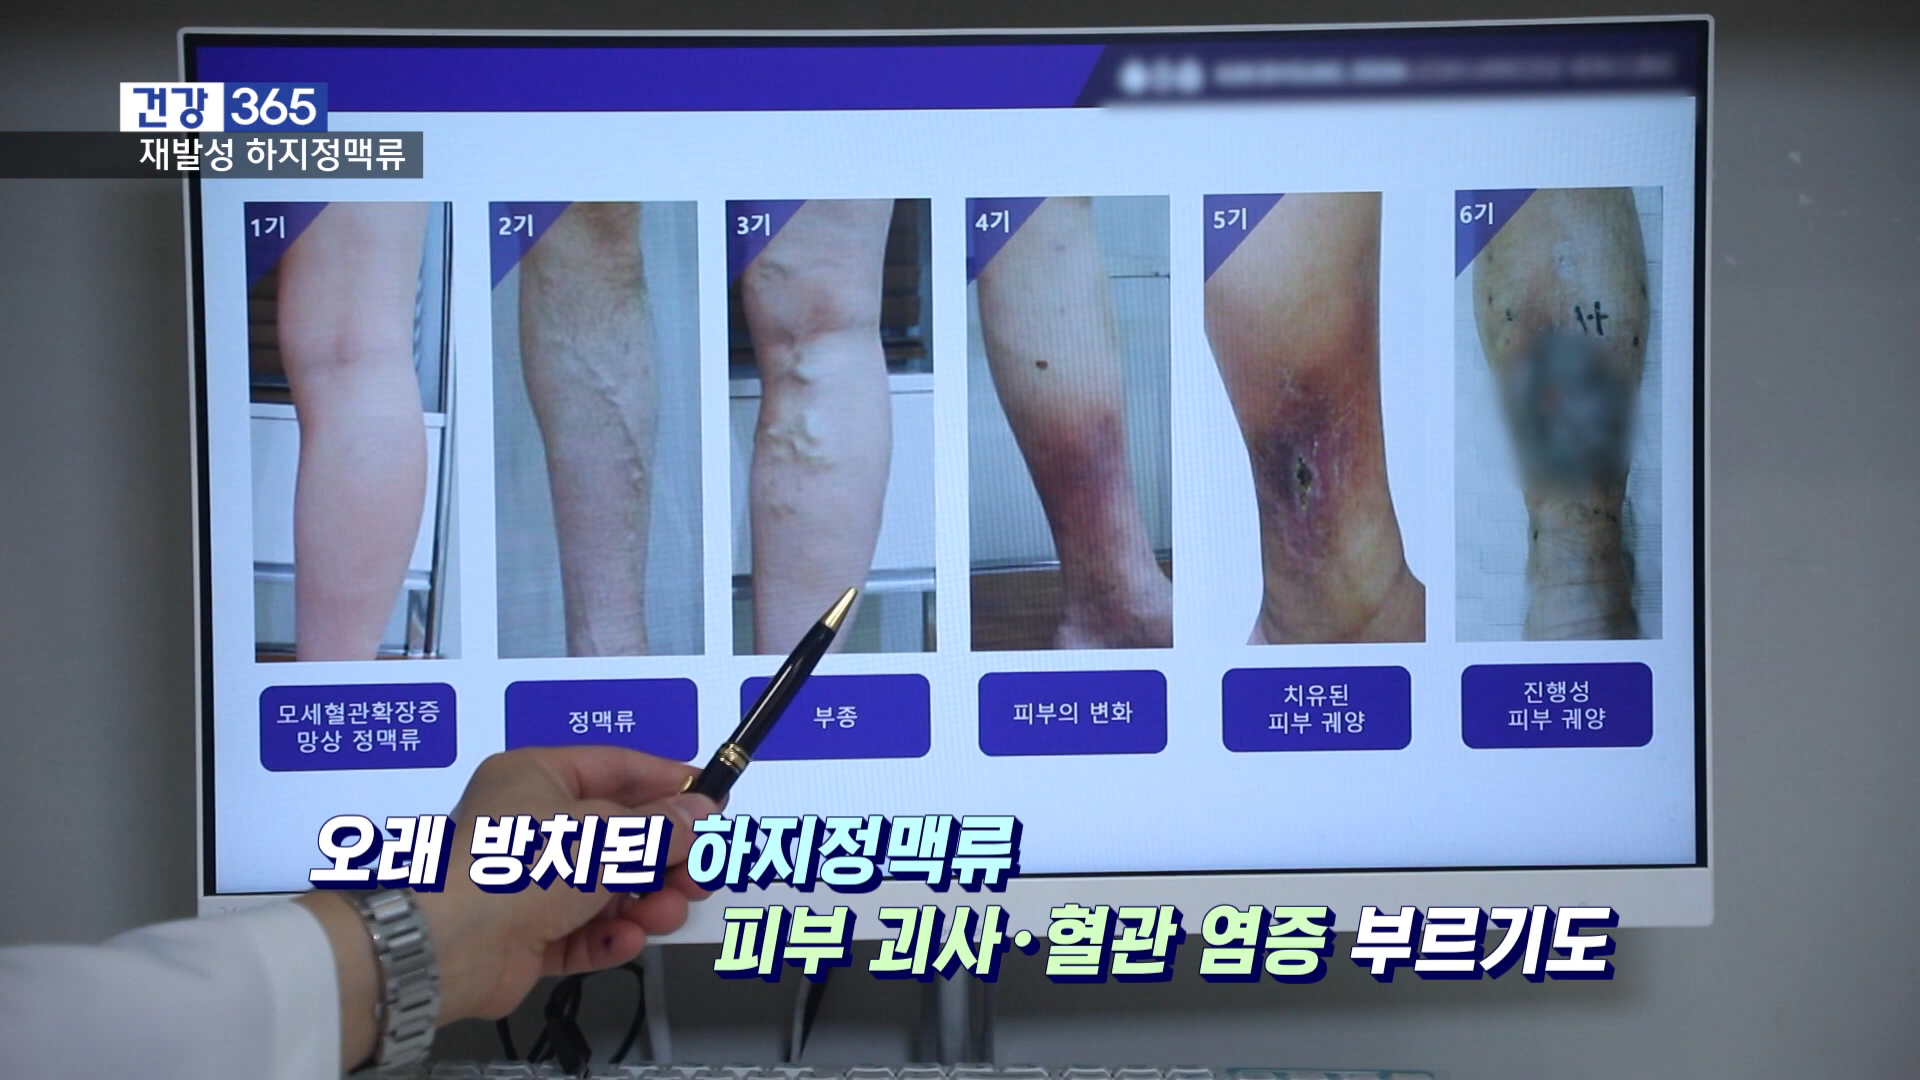 건강 365
재발성 하지정맥류
1기
2기
3기
4기
5기
6기
모세혈관확장증
망상 정맥류
정맥류
부종
피부의 변화
치유된
피부 궤양
진행성
피부 궤양
오래 방치된 하지정맥류
피부 괴사·혈관 염증 부르기도